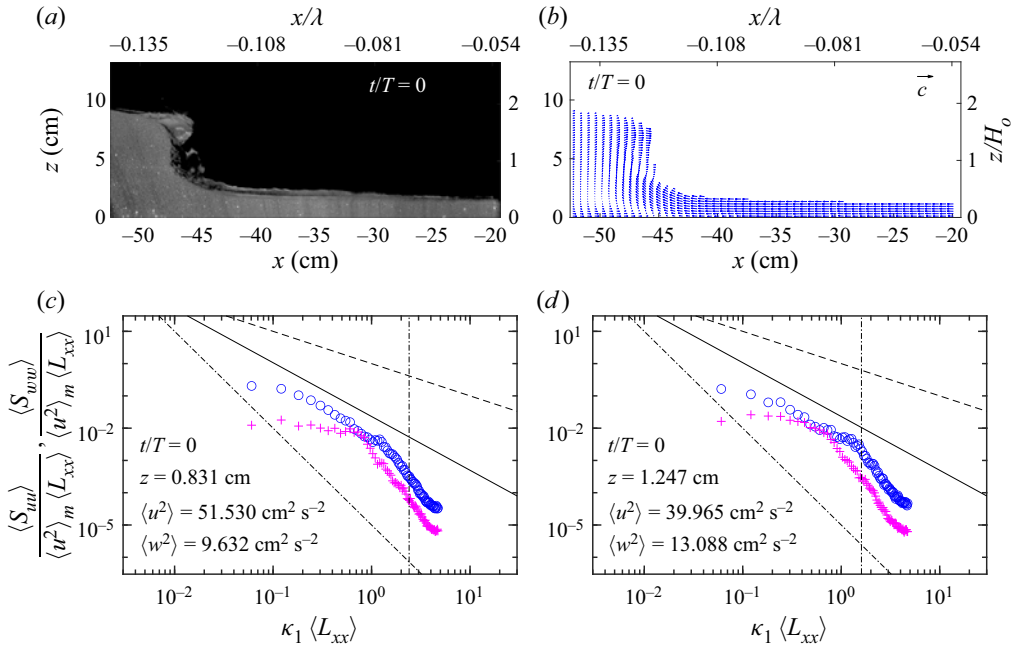 (a) x/λ (b) x/λ
−0.135 −0.108 −0.081 −0.054 −0.135 −0.108 −0.081 −0.054
t/T = 0 t/T = 0 c
z (cm) 10 5 0 2 1 0 10 5 0 2 1 0 z/H_o
−50 −45 −40 −35 −30 −25 −20 −50 −45 −40 −35 −30 −25 −20
x (cm) x (cm)
(c) (d)
⟨S_uu⟩ / ⟨u²⟩_m ⟨L_xx⟩ , ⟨S_ww⟩ / ⟨u²⟩_m ⟨L_xx⟩
10¹ 10⁻² 10⁻⁵
t/T = 0
z = 0.831 cm
⟨u²⟩ = 51.530 cm² s⁻²
⟨w²⟩ = 9.632 cm² s⁻²
10⁻² 10⁻¹ 10⁰ 10¹
κ₁ ⟨L_xx⟩
10¹ 10⁻² 10⁻⁵
t/T = 0
z = 1.247 cm
⟨u²⟩ = 39.965 cm² s⁻²
⟨w²⟩ = 13.088 cm² s⁻²
10⁻² 10⁻¹ 10⁰ 10¹
κ₁ ⟨L_xx⟩